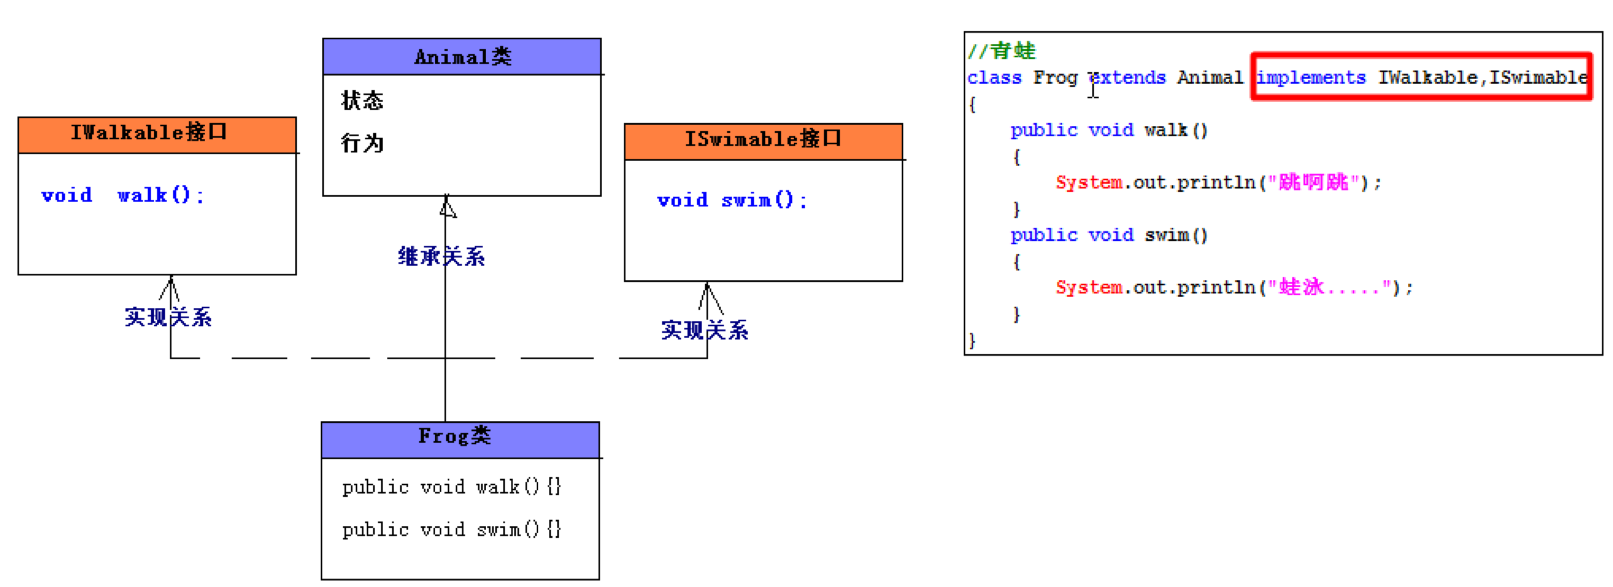 Animal类
状态
行为
IWalkable接口
void  walk();
ISwimable接口
void swim();
继承关系
实现关系
实现关系
Frog类
public void walk(){}
public void swim(){}
//青蛙
class Frog extends Animal implements IWalkable,ISwimable
{
    public void walk()
    {
        System.out.println("跳啊跳");
    }
    public void swim()
    {
        System.out.println("蛙泳.....");
    }
}